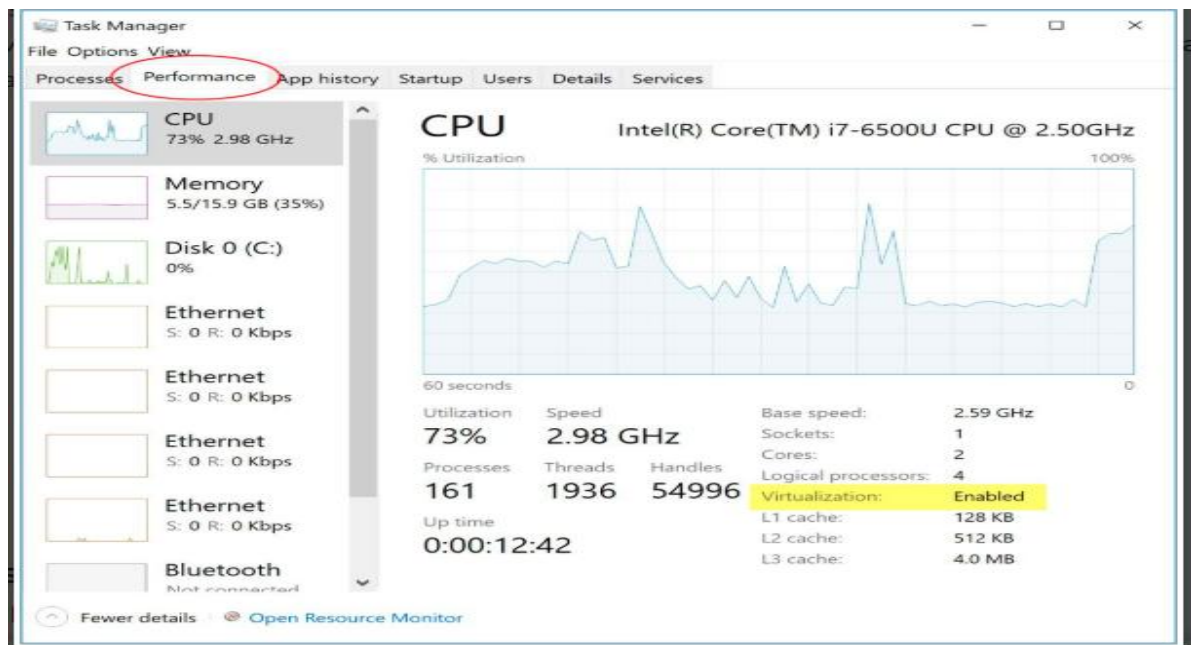 Task Manager
File Options View
Processes Performance App history Startup Users Details Services
CPU
73% 2.98 GHz
Memory
5.5/15.9 GB (35%)
Disk 0 (C:)
0%
Ethernet
S: 0 R: 0 Kbps
Ethernet
S: 0 R: 0 Kbps
Ethernet
S: 0 R: 0 Kbps
Ethernet
S: 0 R: 0 Kbps
Bluetooth
Not connected
CPU Intel(R) Core(TM) i7-6500U CPU @ 2.50GHz
% Utilization 100%
60 seconds 0
Utilization Speed
73% 2.98 GHz
Processes Threads Handles
161 1936 54996
Up time
0:00:12:42
Base speed: 2.59 GHz
Sockets: 1
Cores: 2
Logical processors: 4
Virtualization: Enabled
L1 cache: 128 KB
L2 cache: 512 KB
L3 cache: 4.0 MB
Fewer details Open Resource Monitor